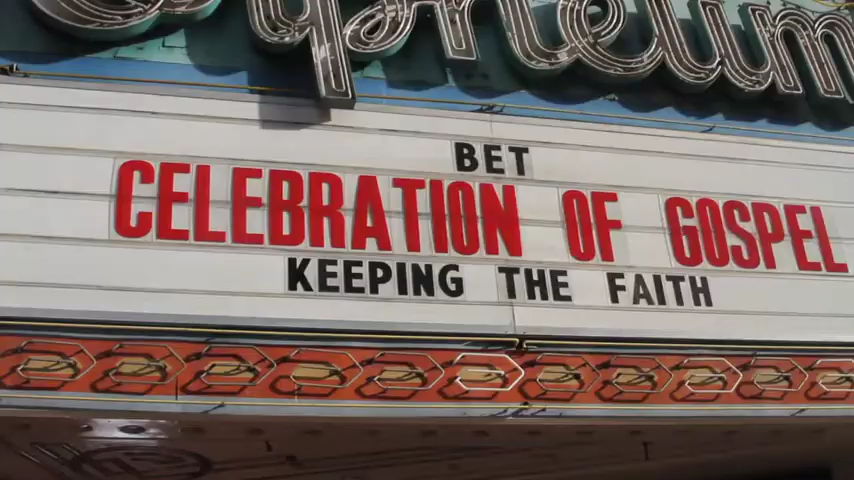 BET
CELEBRATION OF GOSPEL
KEEPING THE FAITH